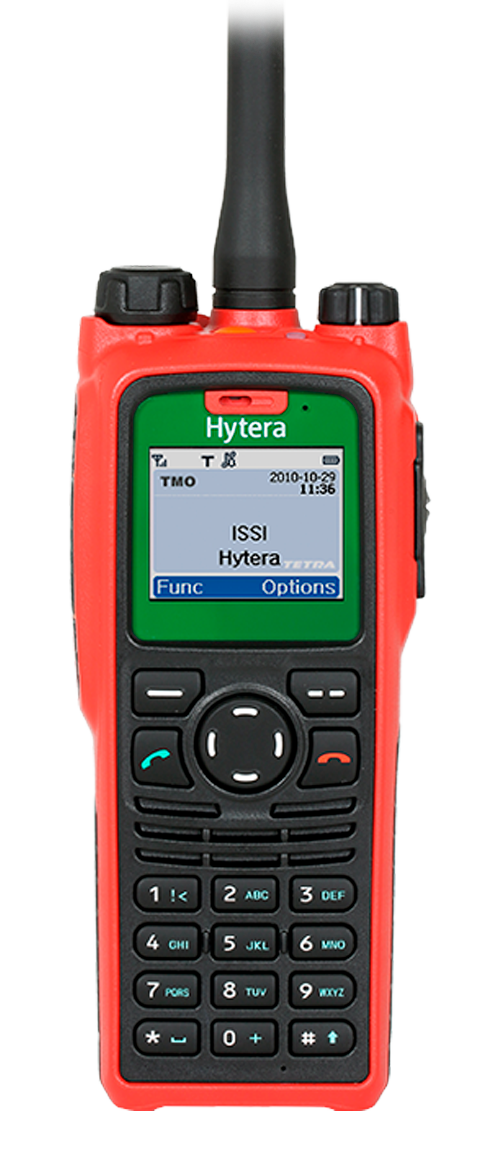 Hytera
T
TMO
2010-10-29
11:36
ISSI
Hytera
TETRA
Func Options
1 !< 2 ABC 3 DEF
4 GHI 5 JKL 6 MNO
7 PQRS 8 TUV 9 WXYZ
* ⌴ 0 + # ⬆